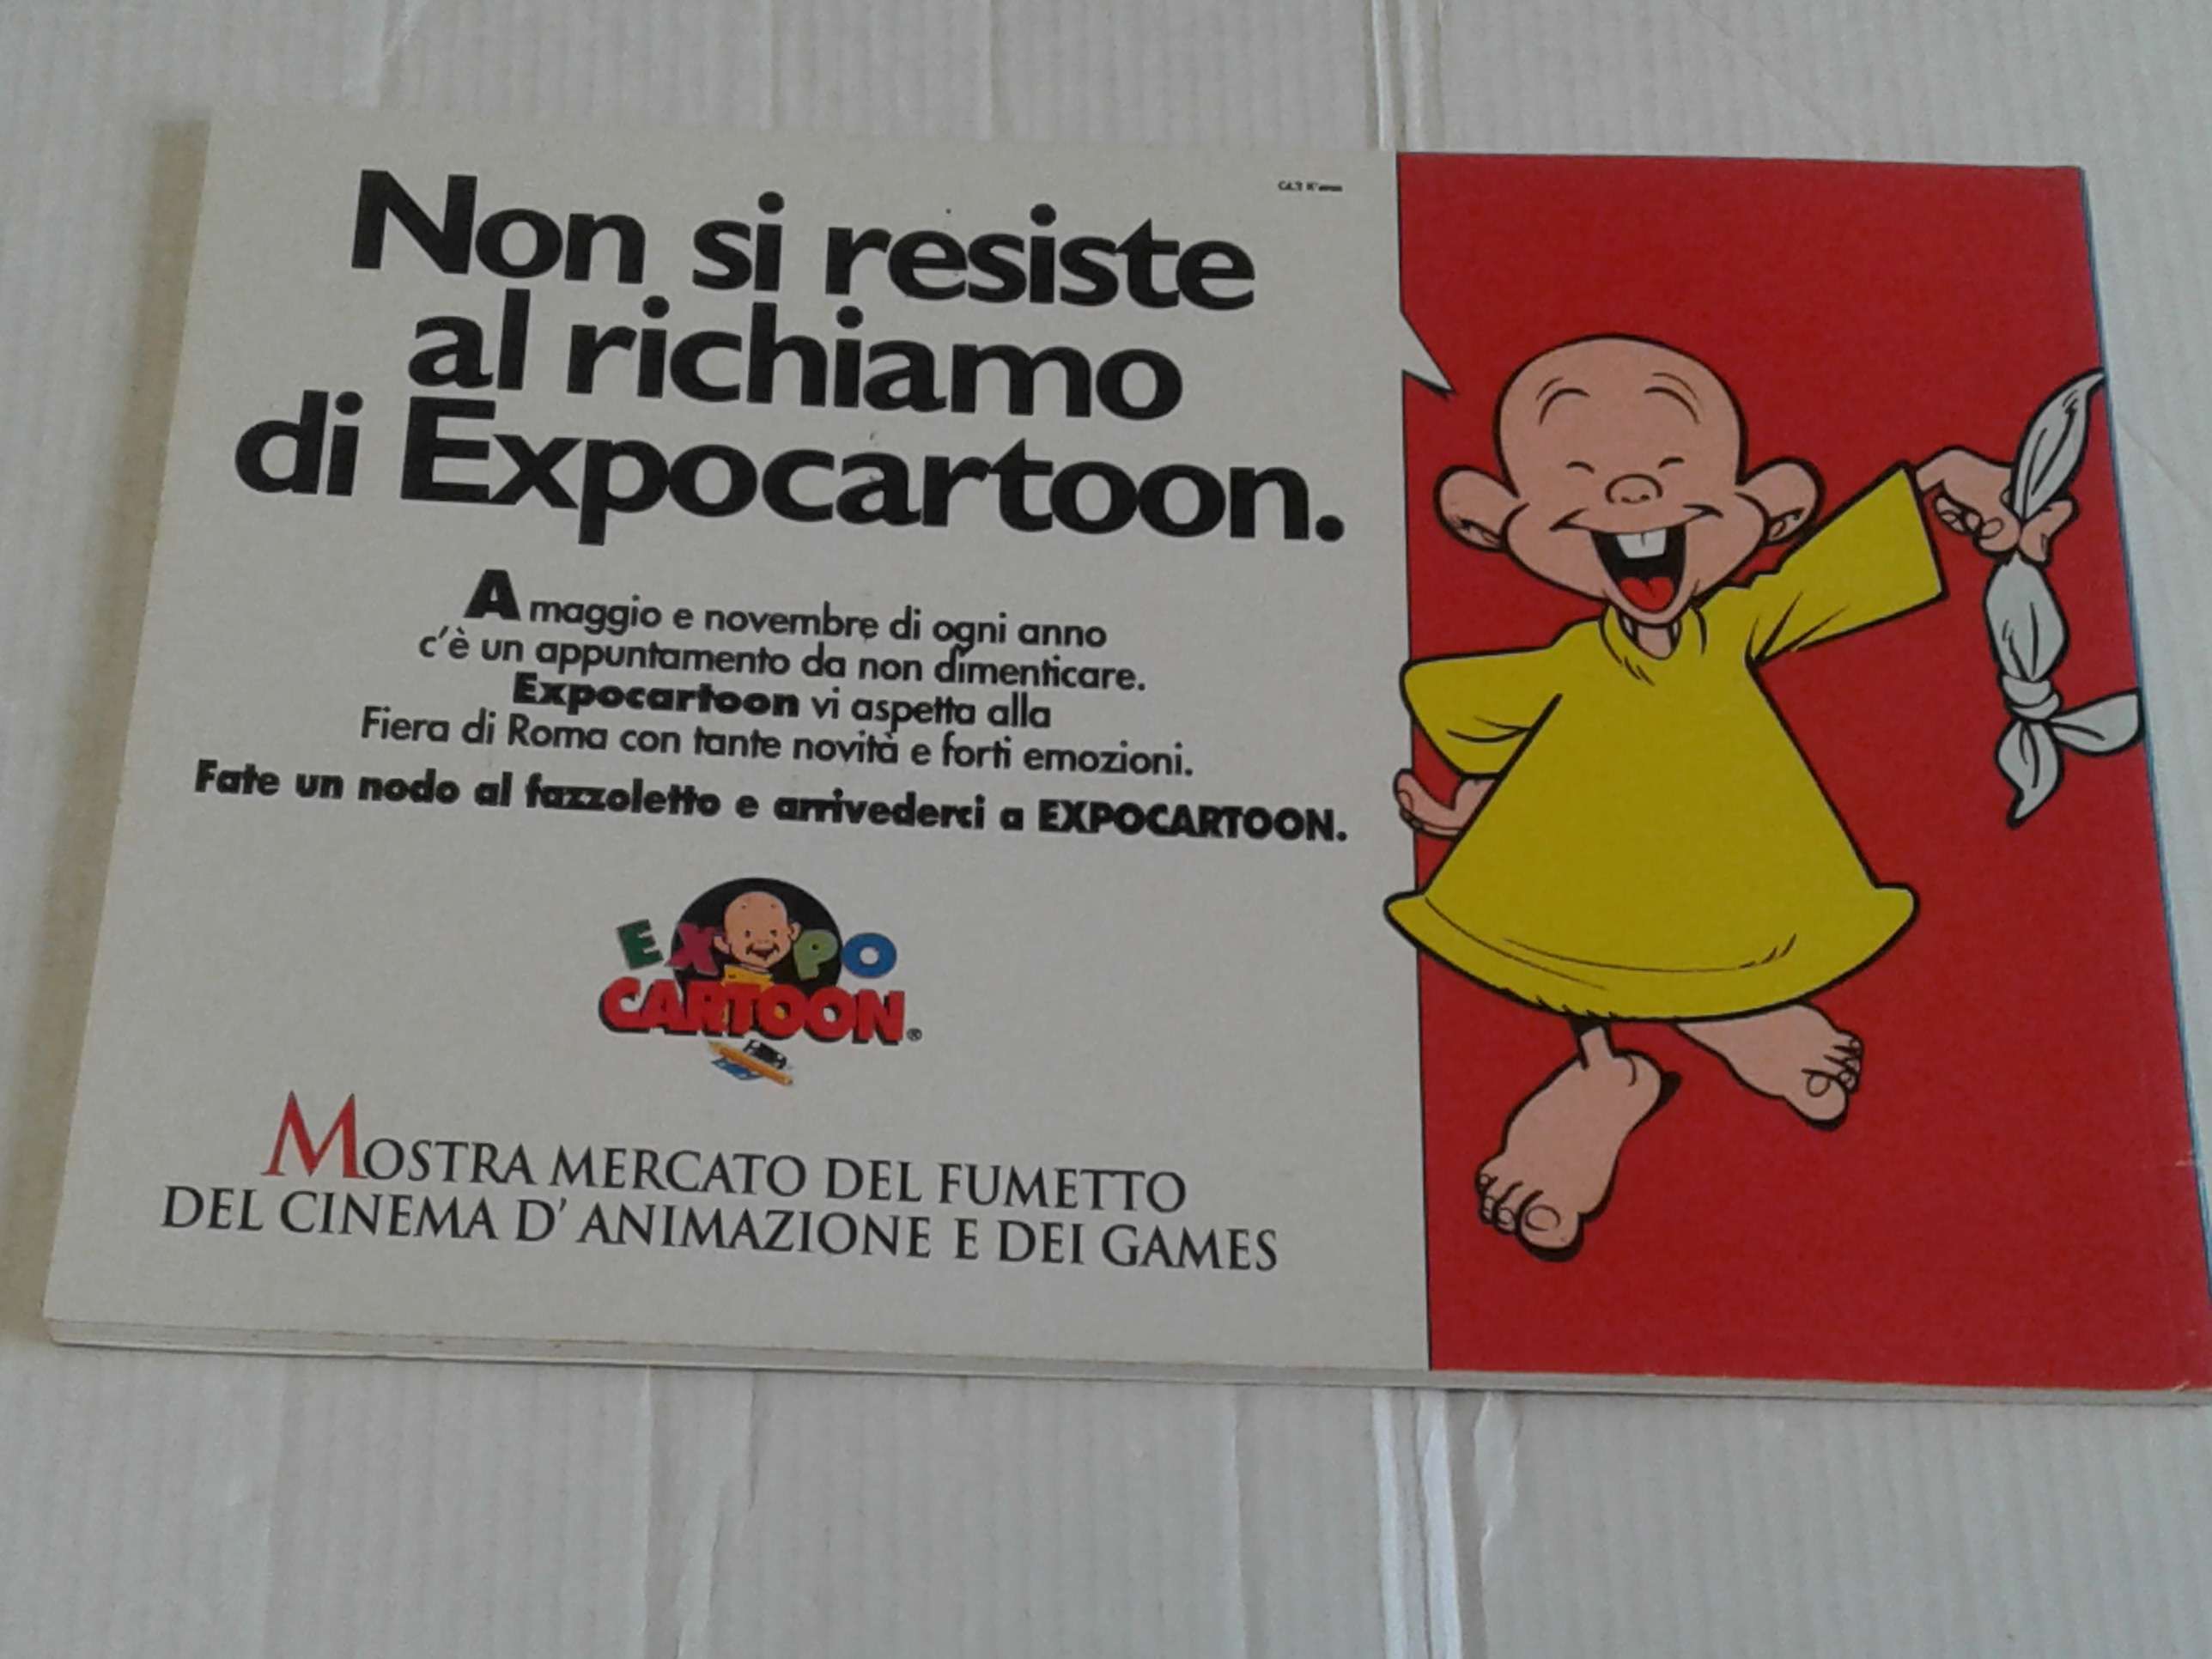 Non si resiste
al richiamo
di Expocartoon.
A maggio e novembre di ogni anno
c'è un appuntamento da non dimenticare.
Expocartoon vi aspetta alla
Fiera di Roma con tante novità e forti emozioni.
Fate un nodo al fazzoletto e arrivederci a EXPOCARTOON.
EXPO
CARTOON®
MOSTRA MERCATO DEL FUMETTO
DEL CINEMA D'ANIMAZIONE E DEI GAMES